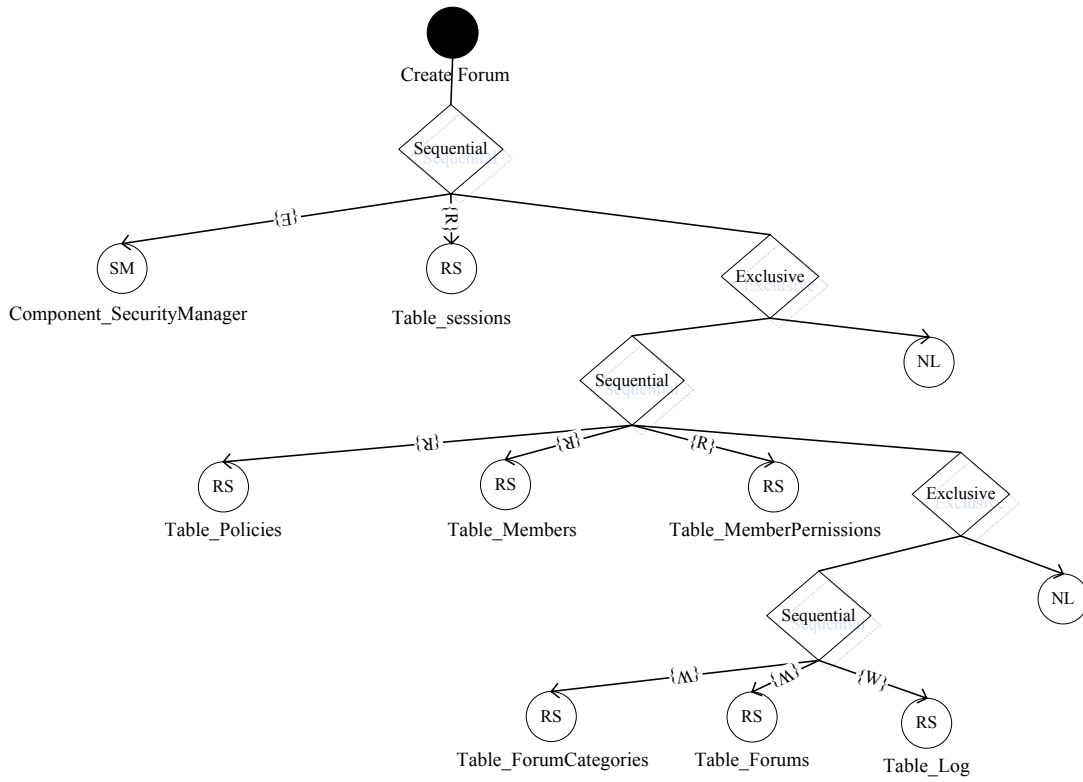 Create Forum
Sequential
{E}
{R}
SM
RS
Component_SecurityManager
Table_sessions
Exclusive
NL
Sequential
{R}
{R}
{R}
RS
RS
RS
Table_Policies
Table_Members
Table_MemberPernissions
Exclusive
NL
Sequential
{W}
{W}
{W}
RS
RS
RS
Table_ForumCategories
Table_Forums
Table_Log